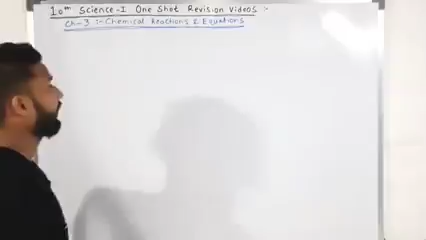 10th Science-I One Shot Revision Videos :-
Ch-3 :- Chemical Reactions & Equations